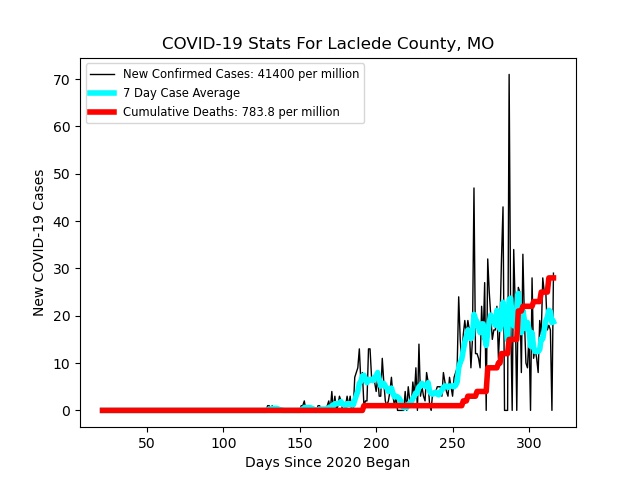 COVID-19 Stats For Laclede County, MO
New Confirmed Cases: 41400 per million
7 Day Case Average
Cumulative Deaths: 783.8 per million
New COVID-19 Cases
70
60
50
40
30
20
10
0
50 100 150 200 250 300
Days Since 2020 Began